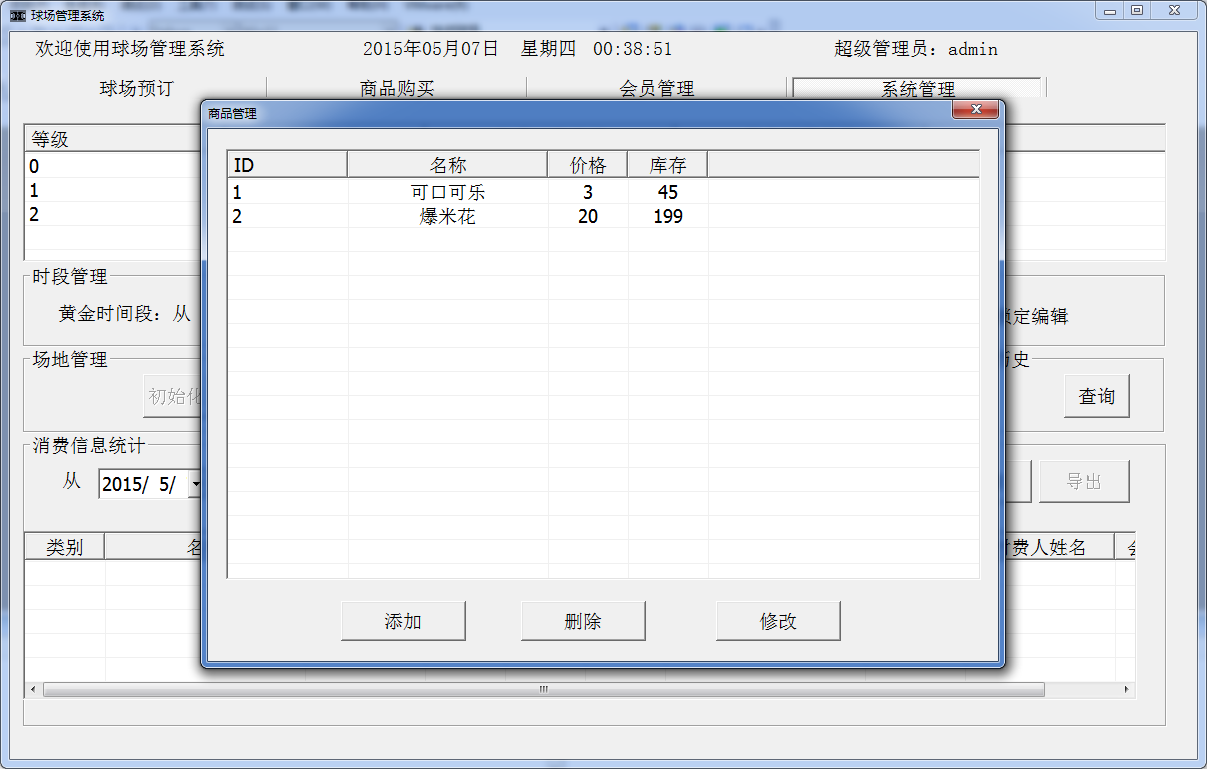 球场管理系统
欢迎使用球场管理系统 2015年05月07日 星期四 00:38:51 超级管理员: admin
球场预订 商品购买 会员管理 系统管理
商品管理
等级
0
1
2
ID 名称 价格 库存
1 可口可乐 3 45
2 爆米花 20 199
时段管理
黄金时间段: 从 定编辑
场地管理 史
初始化 查询
消费信息统计
从 2015/ 5/ 导出
类别 名 费人姓名
添加 删除 修改